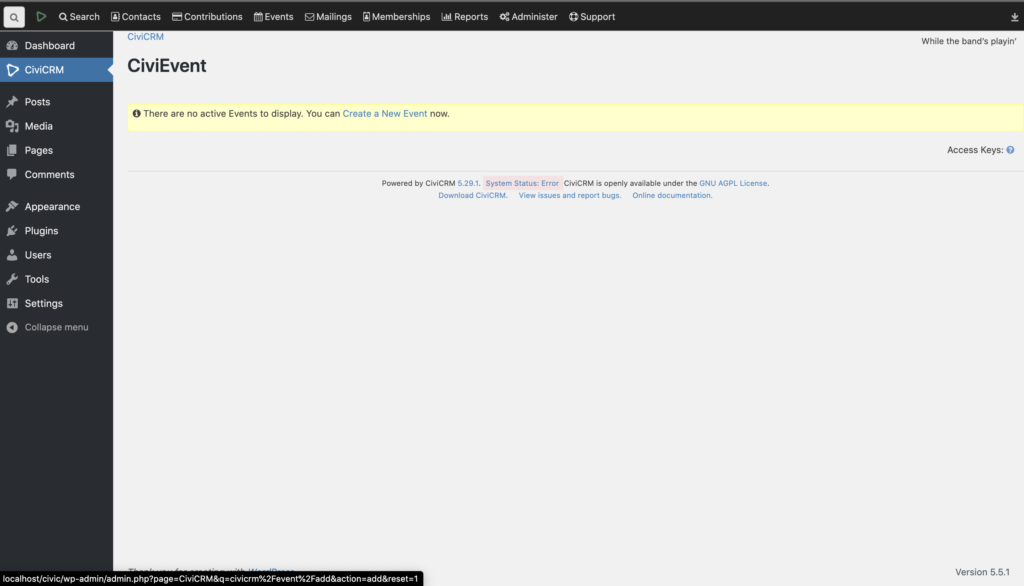 Search Contacts Contributions Events Mailings Memberships Reports Administer Support
Dashboard
CiviCRM
Posts
Media
Pages
Comments
Appearance
Plugins
Users
Tools
Settings
Collapse menu
CiviCRM
While the band's playin'
CiviEvent
There are no active Events to display. You can Create a New Event now.
Access Keys:
Powered by CiviCRM 5.29.1. System Status: Error CiviCRM is openly available under the GNU AGPL License.
Download CiviCRM. View issues and report bugs. Online documentation.
Thank you for creating with WordPress.
Version 5.5.1
localhost/civic/wp-admin/admin.php?page=CiviCRM&q=civicrm%2Fevent%2Fadd&action=add&reset=1